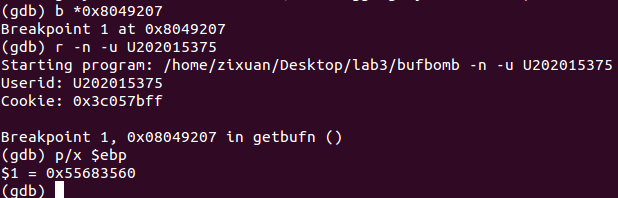 (gdb) b *0x8049207
Breakpoint 1 at 0x8049207
(gdb) r -n -u U202015375
Starting program: /home/zixuan/Desktop/lab3/bufbomb -n -u U202015375
Userid: U202015375
Cookie: 0x3c057bff
Breakpoint 1, 0x08049207 in getbufn ()
(gdb) p/x $ebp
$1 = 0x55683560
(gdb)